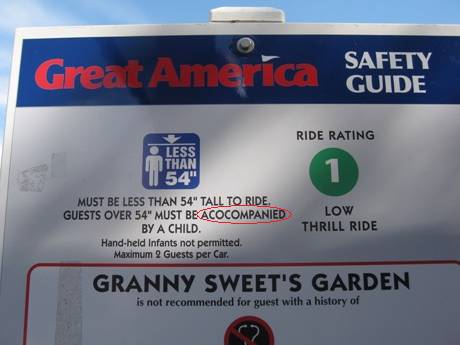 Great America
SAFETY
GUIDE
LESS
THAN
54"
MUST BE LESS THAN 54" TALL TO RIDE.
GUESTS OVER 54" MUST BE ACOCOMPANIED
BY A CHILD.
Hand-held Infants not permitted.
Maximum 2 Guests per Car.
RIDE RATING
1
LOW
THRILL RIDE
GRANNY SWEET'S GARDEN
is not recommended for guest with a history of